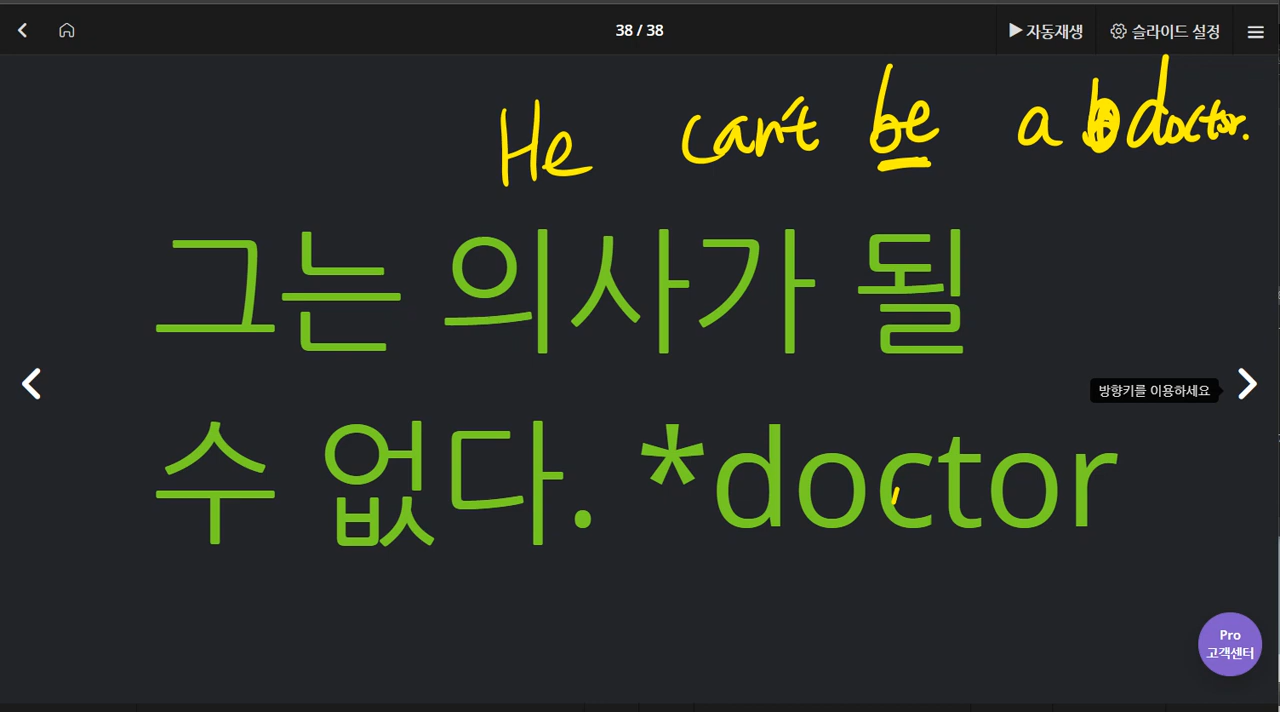 38 / 38
▶ 자동재생
슬라이드 설정
He can't be a doctor.
그는 의사가 될
수 없다. *doctor
방향키를 이용하세요
Pro
고객센터